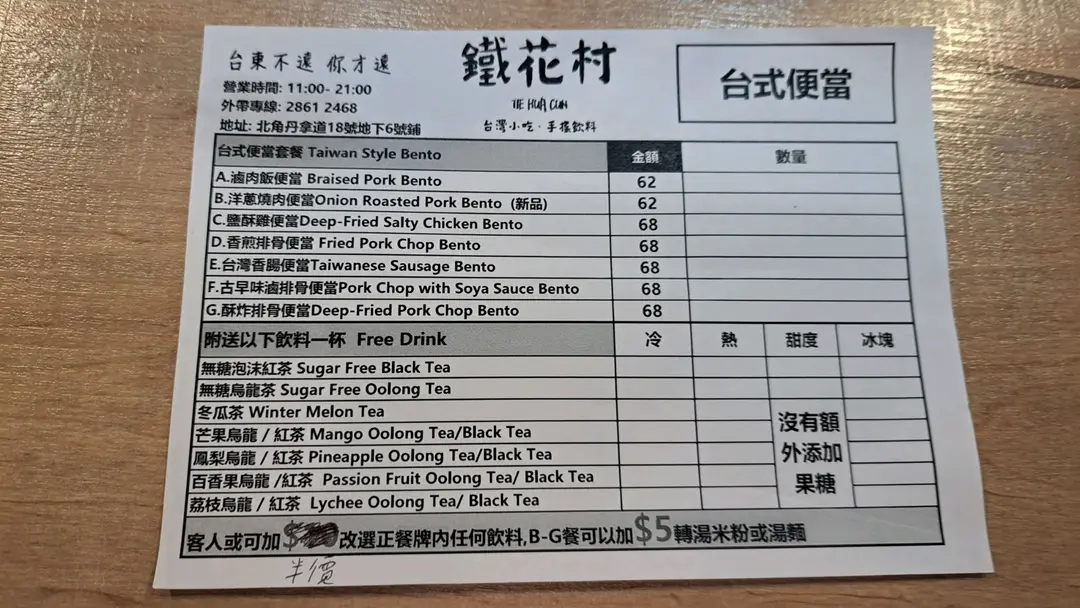 台東不遠 你才遠
鐵花村
TIE HUA CUN
台灣小吃·手搖飲料
台式便當
營業時間: 11:00- 21:00
外帶專線: 2861 2468
地址: 北角丹拿道18號地下6號鋪
台式便當套餐 Taiwan Style Bento 金額 數量
A.滷肉飯便當 Braised Pork Bento 62
B.洋蔥燒肉便當Onion Roasted Pork Bento (新品) 62
C.鹽酥雞便當Deep-Fried Salty Chicken Bento 68
D.香煎排骨便當 Fried Pork Chop Bento 68
E.台灣香腸便當Taiwanese Sausage Bento 68
F.古早味滷排骨便當Pork Chop with Soya Sauce Bento 68
G.酥炸排骨便當Deep-Fried Pork Chop Bento 68
附送以下飲料一杯 Free Drink 冷 熱 甜度 冰塊
無糖泡沫紅茶 Sugar Free Black Tea
無糖烏龍茶 Sugar Free Oolong Tea
冬瓜茶 Winter Melon Tea
芒果烏龍 / 紅茶 Mango Oolong Tea/Black Tea
鳳梨烏龍 / 紅茶 Pineapple Oolong Tea/Black Tea
百香果烏龍 /紅茶 Passion Fruit Oolong Tea/ Black Tea
荔枝烏龍 / 紅茶 Lychee Oolong Tea/ Black Tea
沒有額
外添加
果糖
客人或可加$ 改選正餐牌內任何飲料,B-G餐可以加$5轉湯米粉或湯麵
半價